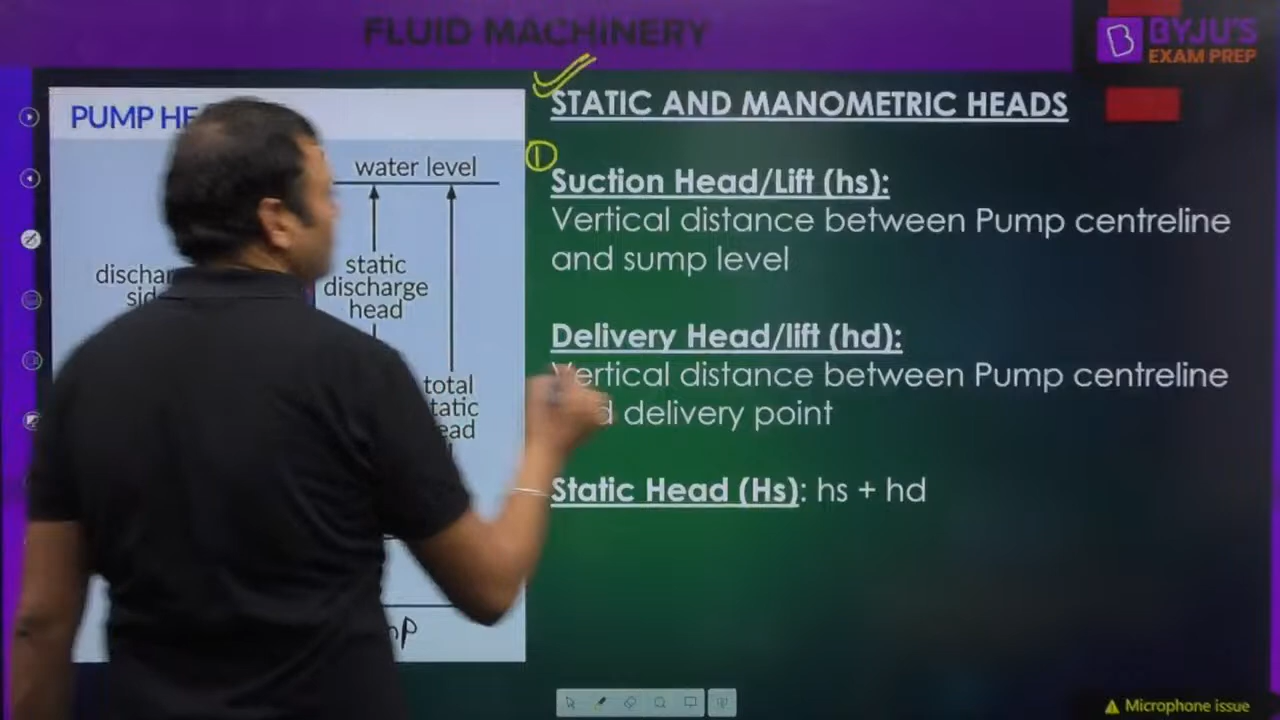 FLUID MACHINERY
BYJU'S
EXAM PREP
PUMP HE
water level
static
discharge
head
total
STATIC AND MANOMETRIC HEADS
1
Suction Head/Lift (hs):
Vertical distance between Pump centreline
and sump level
Delivery Head/lift (hd):
Vertical distance between Pump centreline
delivery point
Static Head (Hs): hs + hd
Microphone issue